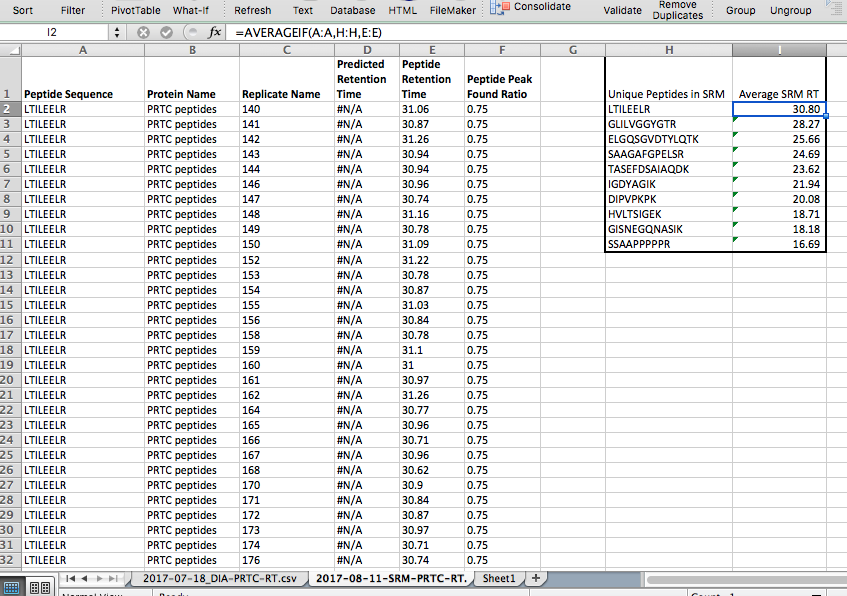 Sort Filter PivotTable What-If Refresh Text Database HTML FileMaker Consolidate Validate Remove Duplicates Group Ungroup
I2 fx =AVERAGEIF(A:A,H:H,E:E)
A B C D E F G H I
1 Peptide Sequence Protein Name Replicate Name Predicted Retention Time Peptide Retention Time Peptide Peak Found Ratio Unique Peptides in SRM Average SRM RT
2 LTILEELR PRTC peptides 140 #N/A 31.06 0.75 LTILEELR 30.80
3 LTILEELR PRTC peptides 141 #N/A 30.87 0.75 GLILVGGYGTR 28.27
4 LTILEELR PRTC peptides 142 #N/A 31.26 0.75 ELGQSGVDTYLQTK 25.66
5 LTILEELR PRTC peptides 143 #N/A 30.94 0.75 SAAGAFGPELSR 24.69
6 LTILEELR PRTC peptides 144 #N/A 30.94 0.75 TASEFDSAIAQDK 23.62
7 LTILEELR PRTC peptides 146 #N/A 30.96 0.75 IGDYAGIK 21.94
8 LTILEELR PRTC peptides 147 #N/A 30.74 0.75 DIPVPKPK 20.08
9 LTILEELR PRTC peptides 148 #N/A 31.16 0.75 HVLTSIGEK 18.71
10 LTILEELR PRTC peptides 149 #N/A 30.78 0.75 GISNEGQNASIK 18.18
11 LTILEELR PRTC peptides 150 #N/A 31.09 0.75 SSAAPPPPPR 16.69
12 LTILEELR PRTC peptides 152 #N/A 31.22 0.75
13 LTILEELR PRTC peptides 153 #N/A 30.78 0.75
14 LTILEELR PRTC peptides 154 #N/A 30.87 0.75
15 LTILEELR PRTC peptides 155 #N/A 31.03 0.75
16 LTILEELR PRTC peptides 156 #N/A 30.84 0.75
17 LTILEELR PRTC peptides 158 #N/A 30.78 0.75
18 LTILEELR PRTC peptides 159 #N/A 31.1 0.75
19 LTILEELR PRTC peptides 160 #N/A 31 0.75
20 LTILEELR PRTC peptides 161 #N/A 30.97 0.75
21 LTILEELR PRTC peptides 162 #N/A 31.26 0.75
22 LTILEELR PRTC peptides 164 #N/A 30.77 0.75
23 LTILEELR PRTC peptides 165 #N/A 30.96 0.75
24 LTILEELR PRTC peptides 166 #N/A 30.71 0.75
25 LTILEELR PRTC peptides 167 #N/A 30.96 0.75
26 LTILEELR PRTC peptides 168 #N/A 30.62 0.75
27 LTILEELR PRTC peptides 170 #N/A 30.9 0.75
28 LTILEELR PRTC peptides 171 #N/A 30.84 0.75
29 LTILEELR PRTC peptides 172 #N/A 30.87 0.75
30 LTILEELR PRTC peptides 173 #N/A 30.97 0.75
31 LTILEELR PRTC peptides 174 #N/A 30.71 0.75
32 LTILEELR PRTC peptides 176 #N/A 30.74 0.75
2017-07-18_DIA-PRTC-RT.csv 2017-08-11-SRM-PRTC-RT. Sheet1 +